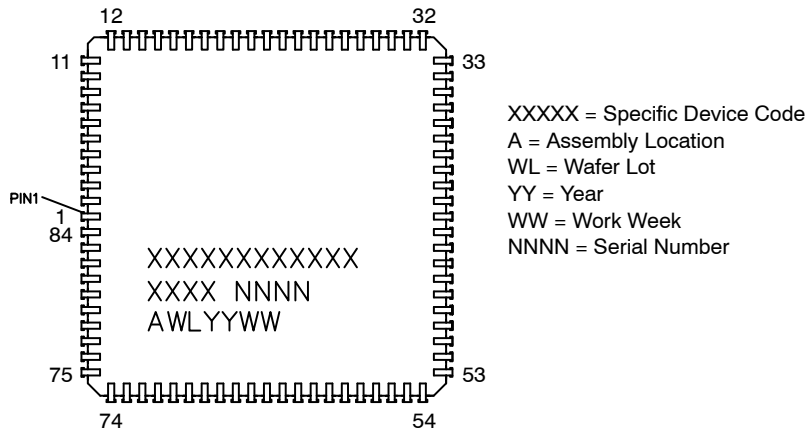 12 32
11 33
PIN1
1
84
75 53
74 54
XXXXXXXXXXXX
XXXX NNNN
AWLYYWW
XXXXX = Specific Device Code
A = Assembly Location
WL = Wafer Lot
YY = Year
WW = Work Week
NNNN = Serial Number